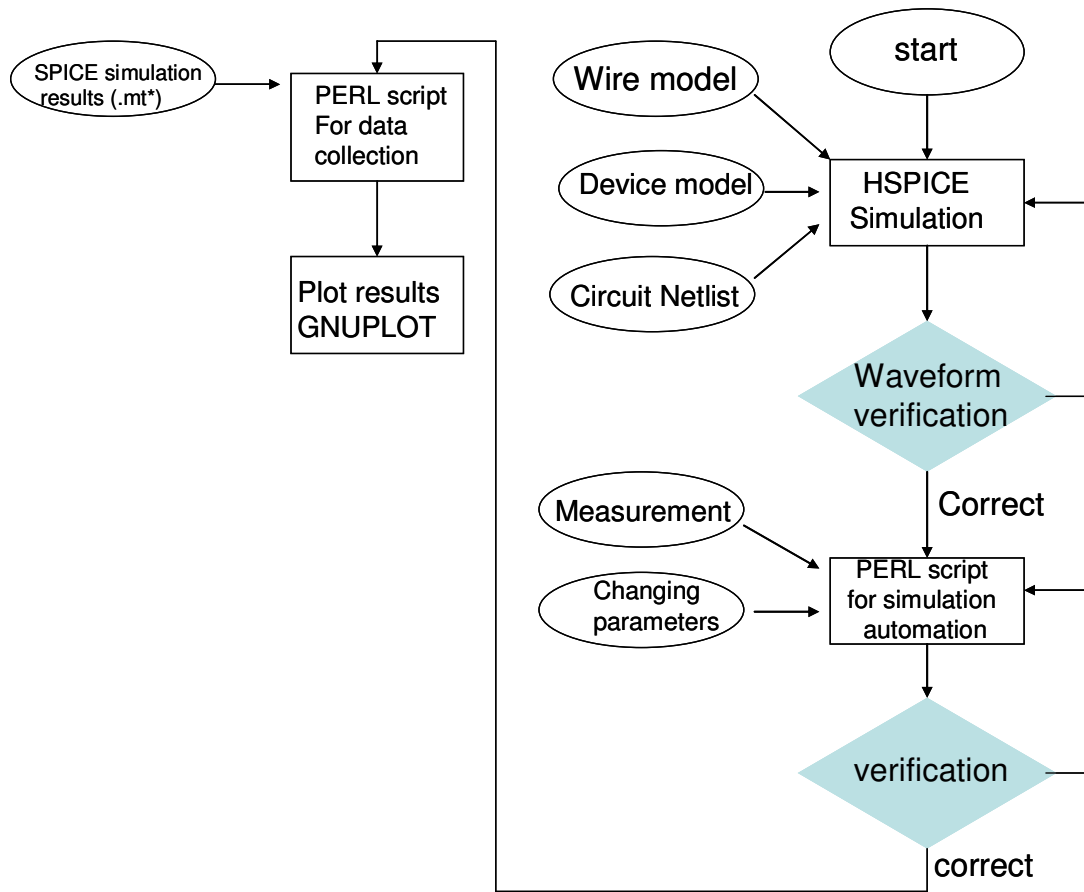 start
Wire model
Device model
Circuit Netlist
HSPICE
Simulation
Waveform
verification
Correct
Measurement
Changing
parameters
PERL script
for simulation
automation
verification
correct
SPICE simulation
results (.mt*)
PERL script
For data
collection
Plot results
GNUPLOT